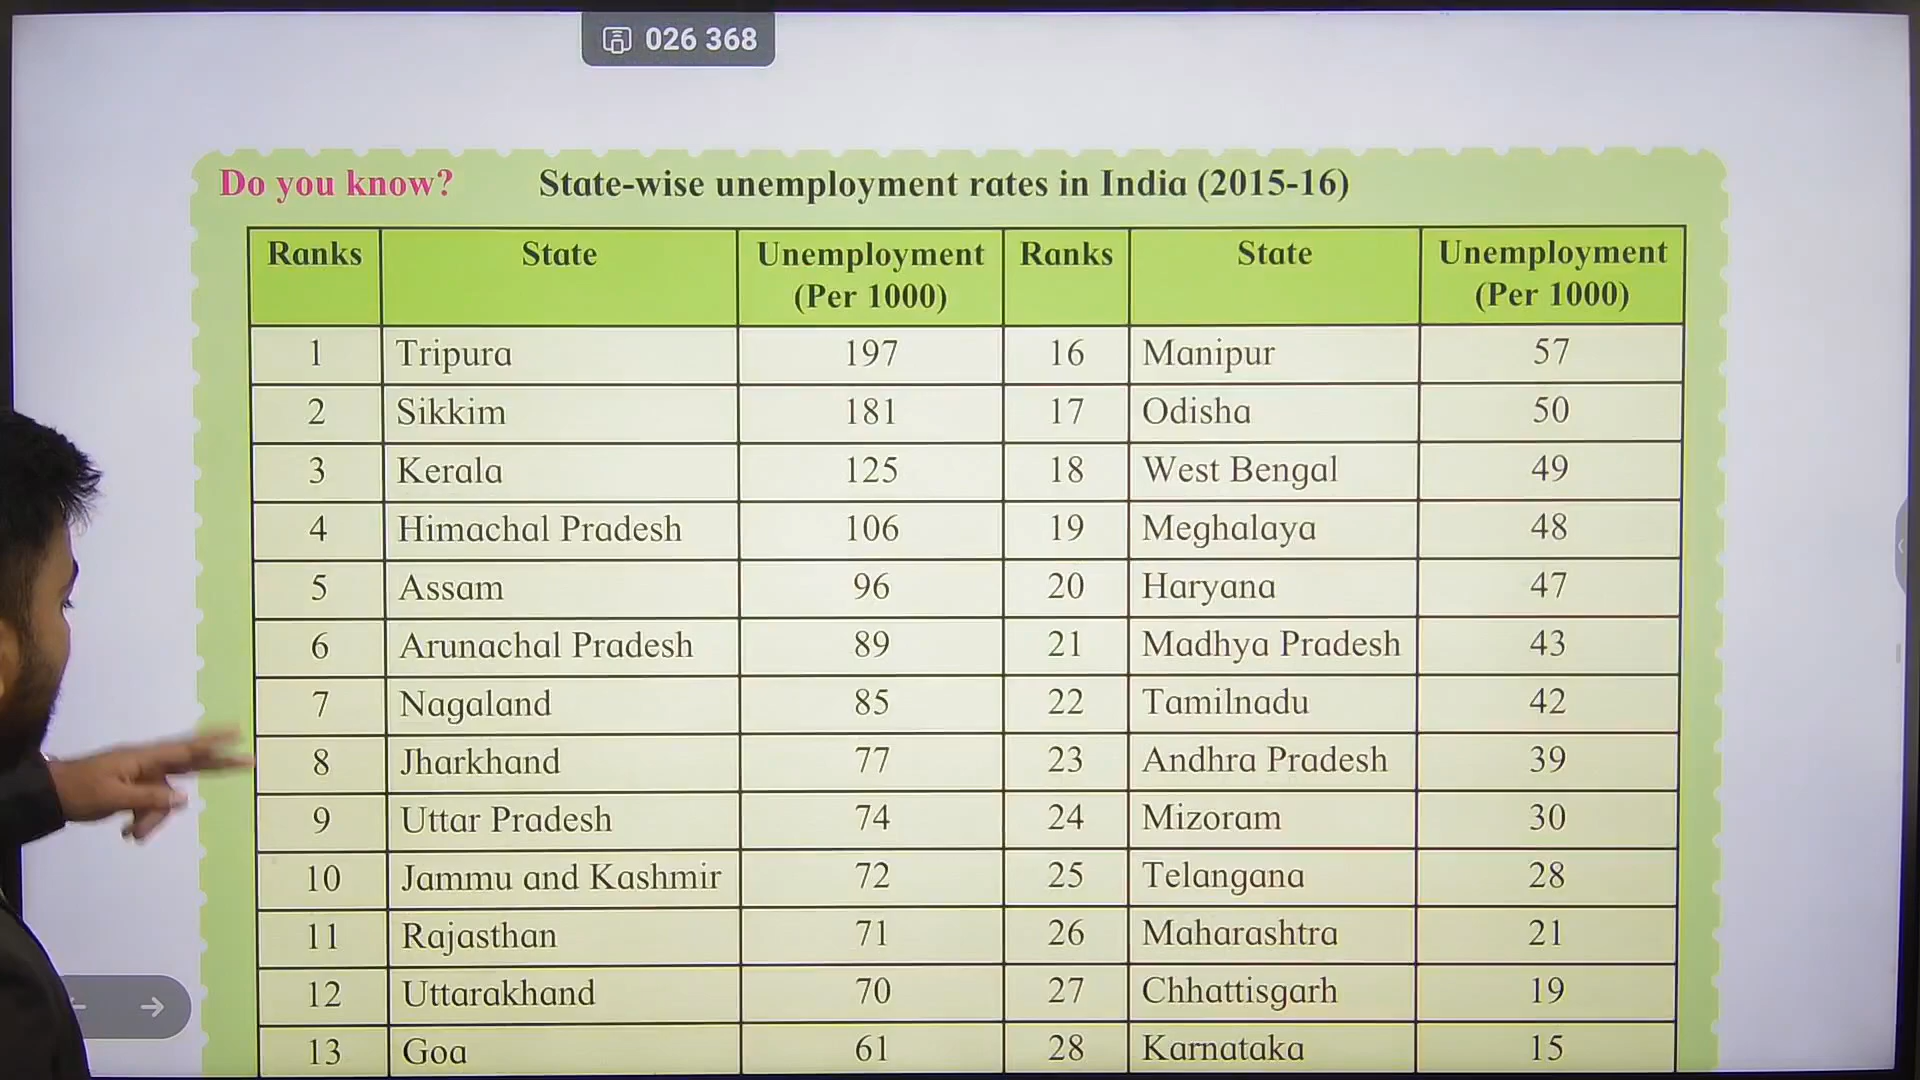 026 368
Do you know? State-wise unemployment rates in India (2015-16)
Ranks State Unemployment (Per 1000) Ranks State Unemployment (Per 1000)
1 Tripura 197 16 Manipur 57
2 Sikkim 181 17 Odisha 50
3 Kerala 125 18 West Bengal 49
4 Himachal Pradesh 106 19 Meghalaya 48
5 Assam 96 20 Haryana 47
6 Arunachal Pradesh 89 21 Madhya Pradesh 43
7 Nagaland 85 22 Tamilnadu 42
8 Jharkhand 77 23 Andhra Pradesh 39
9 Uttar Pradesh 74 24 Mizoram 30
10 Jammu and Kashmir 72 25 Telangana 28
11 Rajasthan 71 26 Maharashtra 21
12 Uttarakhand 70 27 Chhattisgarh 19
13 Goa 61 28 Karnataka 15